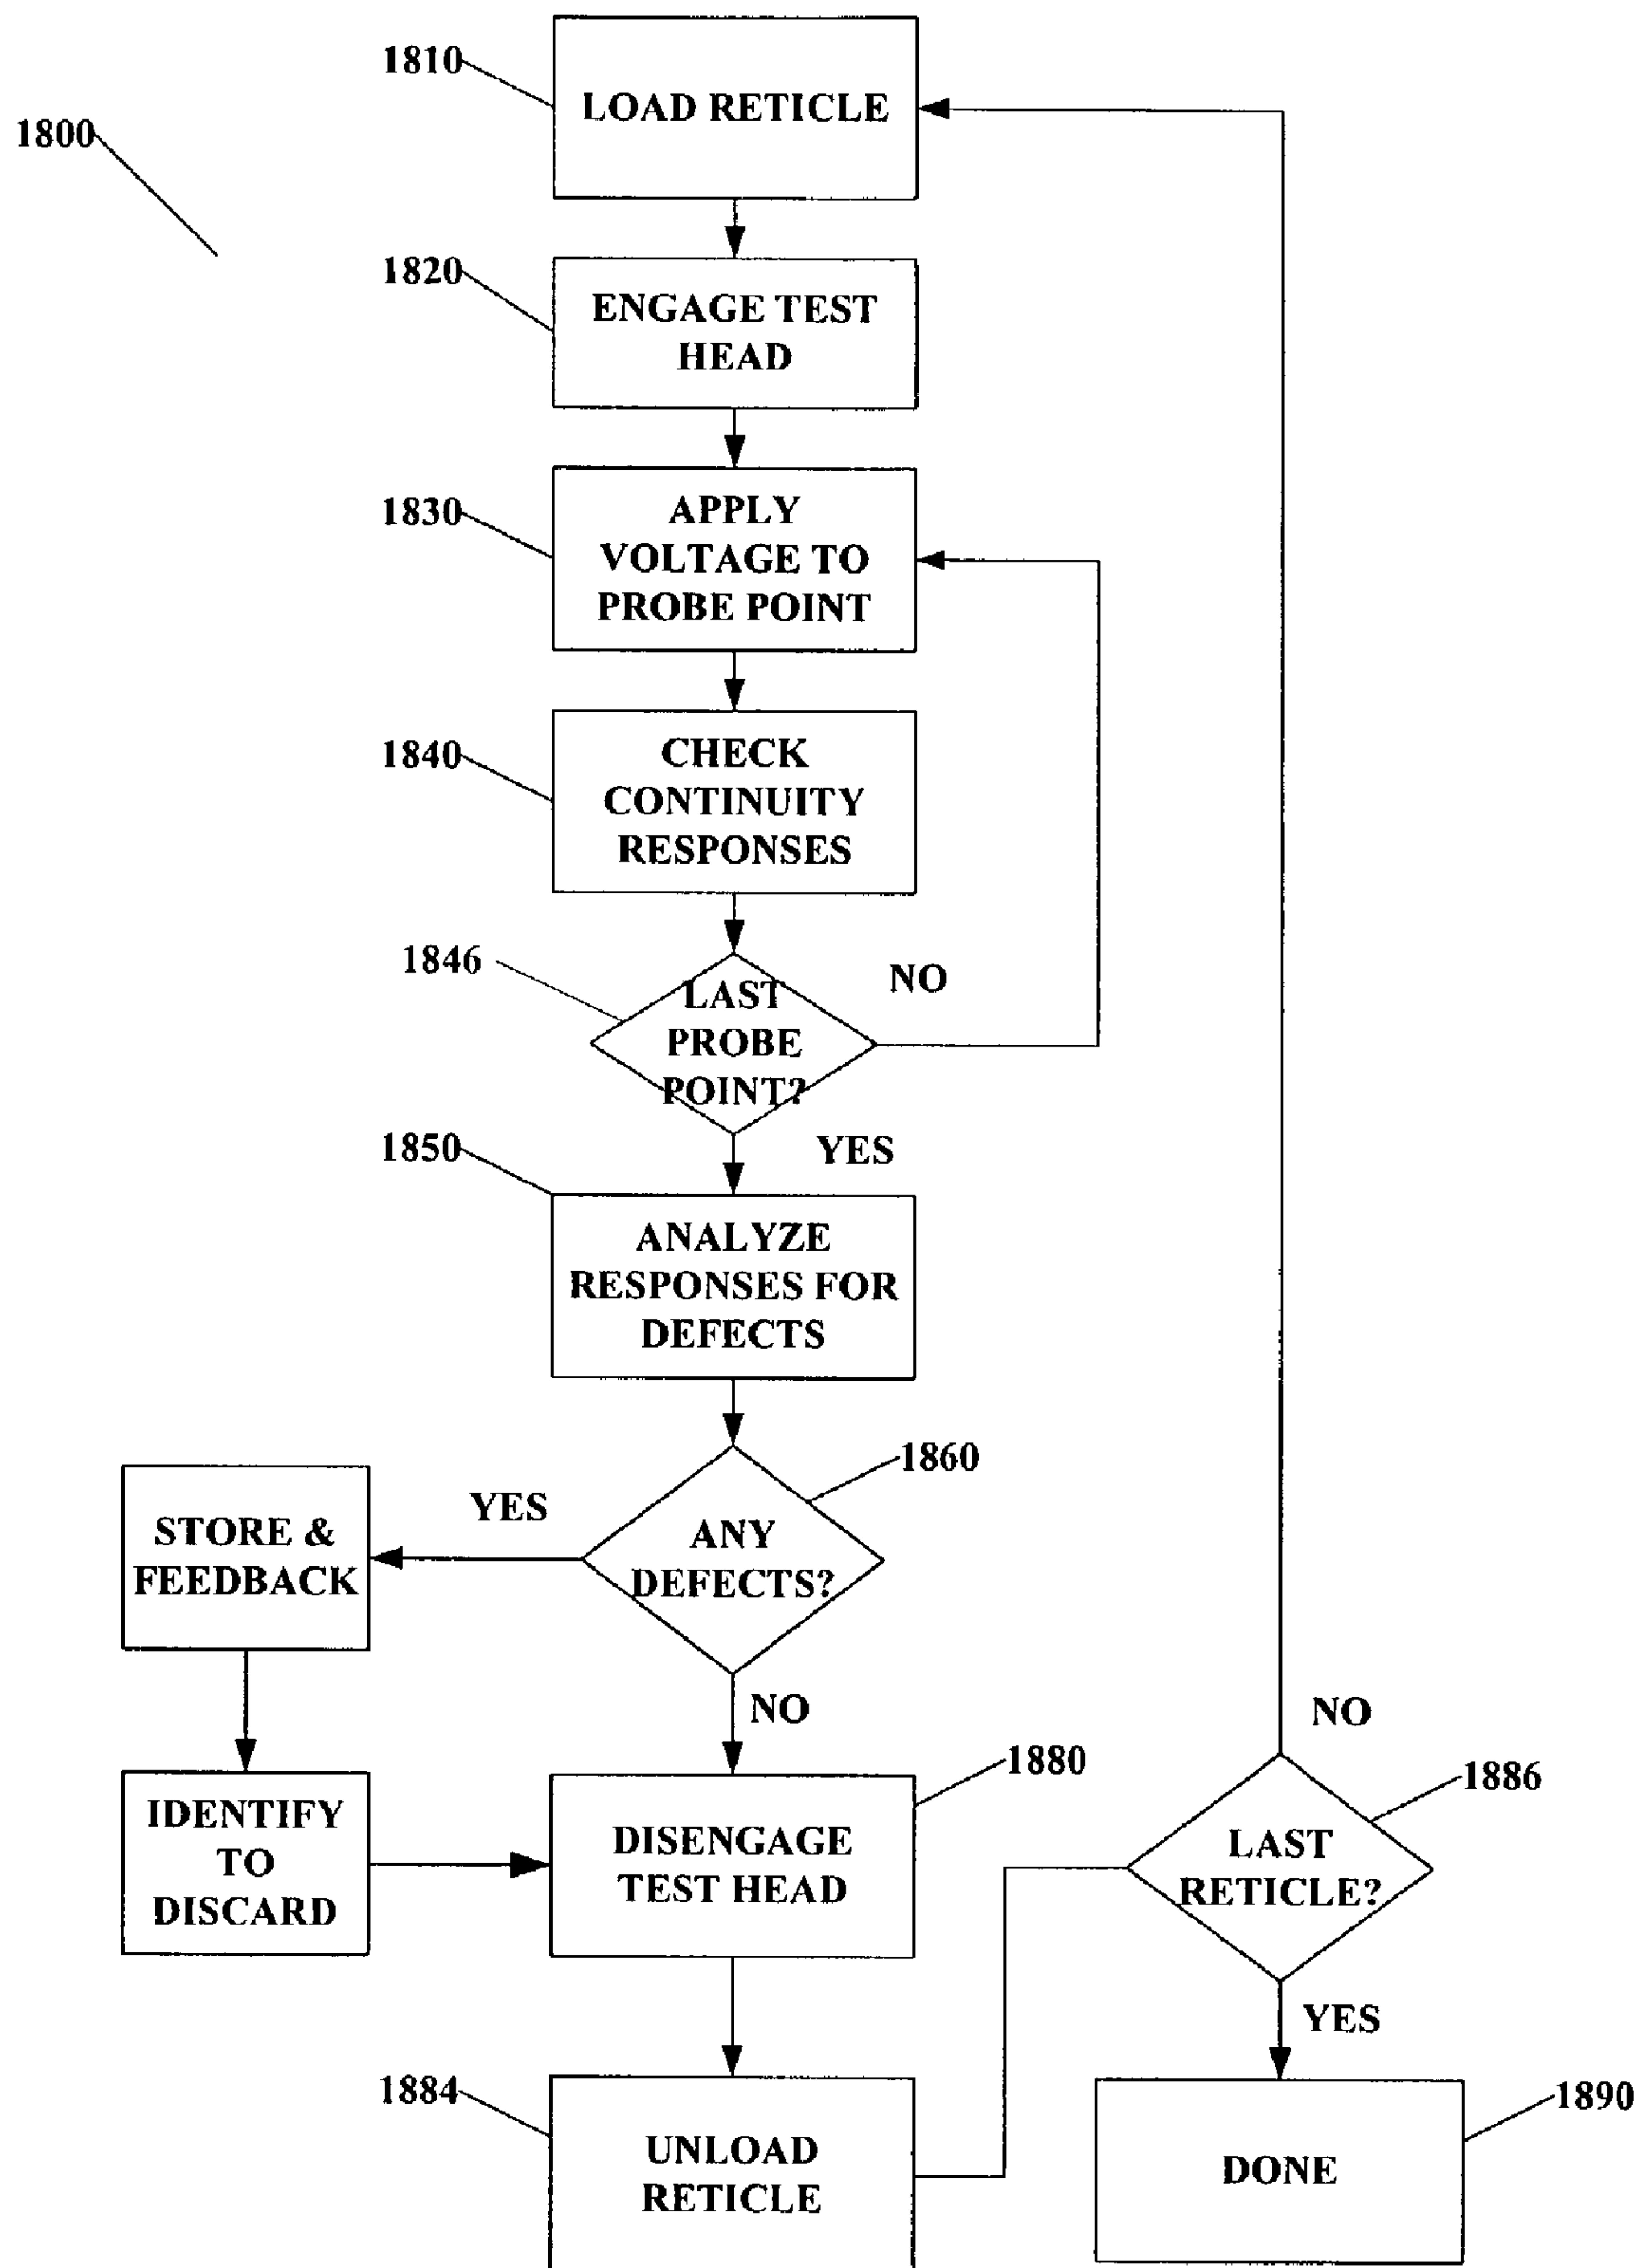 1800
1810
LOAD RETICLE
1820
ENGAGE TEST
HEAD
1830
APPLY
VOLTAGE TO
PROBE POINT
1840
CHECK
CONTINUITY
RESPONSES
1846
LAST
PROBE
POINT?
NO
YES
1850
ANALYZE
RESPONSES FOR
DEFECTS
1860
ANY
DEFECTS?
YES
STORE &
FEEDBACK
IDENTIFY
TO
DISCARD
NO
1880
DISENGAGE
TEST HEAD
1884
UNLOAD
RETICLE
1886
LAST
RETICLE?
NO
YES
1890
DONE